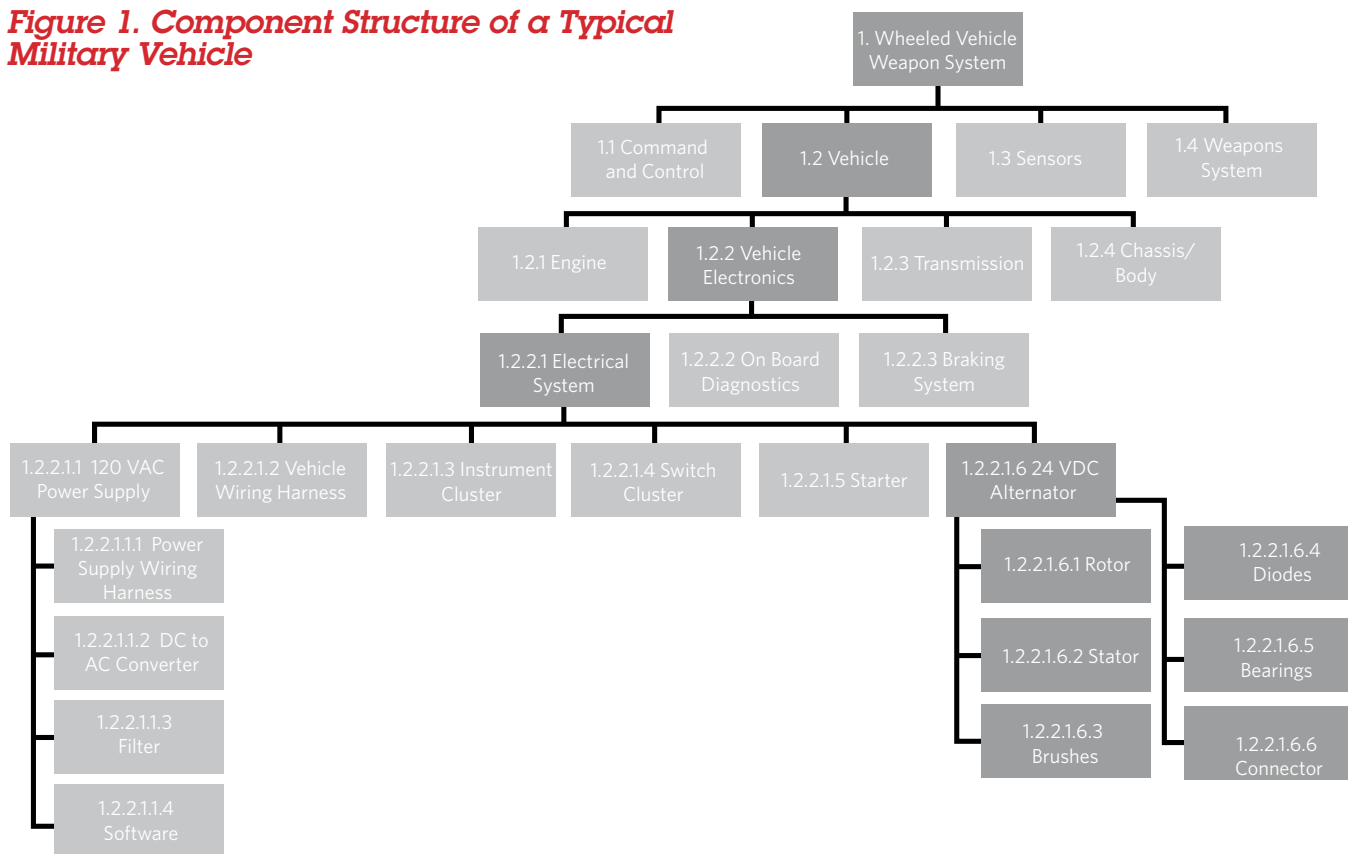 Figure 1. Component Structure of a Typical
Military Vehicle
1. Wheeled Vehicle
Weapon System
1.1 Command
and Control
1.2 Vehicle
1.3 Sensors
1.4 Weapons
System
1.2.1 Engine
1.2.2 Vehicle
Electronics
1.2.3 Transmission
1.2.4 Chassis/
Body
1.2.2.1 Electrical
System
1.2.2.2 On Board
Diagnostics
1.2.2.3 Braking
System
1.2.2.1.1 120 VAC
Power Supply
1.2.2.1.2 Vehicle
Wiring Harness
1.2.2.1.3 Instrument
Cluster
1.2.2.1.4 Switch
Cluster
1.2.2.1.5 Starter
1.2.2.1.6 24 VDC
Alternator
1.2.2.1.1.1 Power
Supply Wiring
Harness
1.2.2.1.1.2 DC to
AC Converter
1.2.2.1.1.3
Filter
1.2.2.1.1.4
Software
1.2.2.1.6.1 Rotor
1.2.2.1.6.2 Stator
1.2.2.1.6.3
Brushes
1.2.2.1.6.4
Diodes
1.2.2.1.6.5
Bearings
1.2.2.1.6.6
Connector